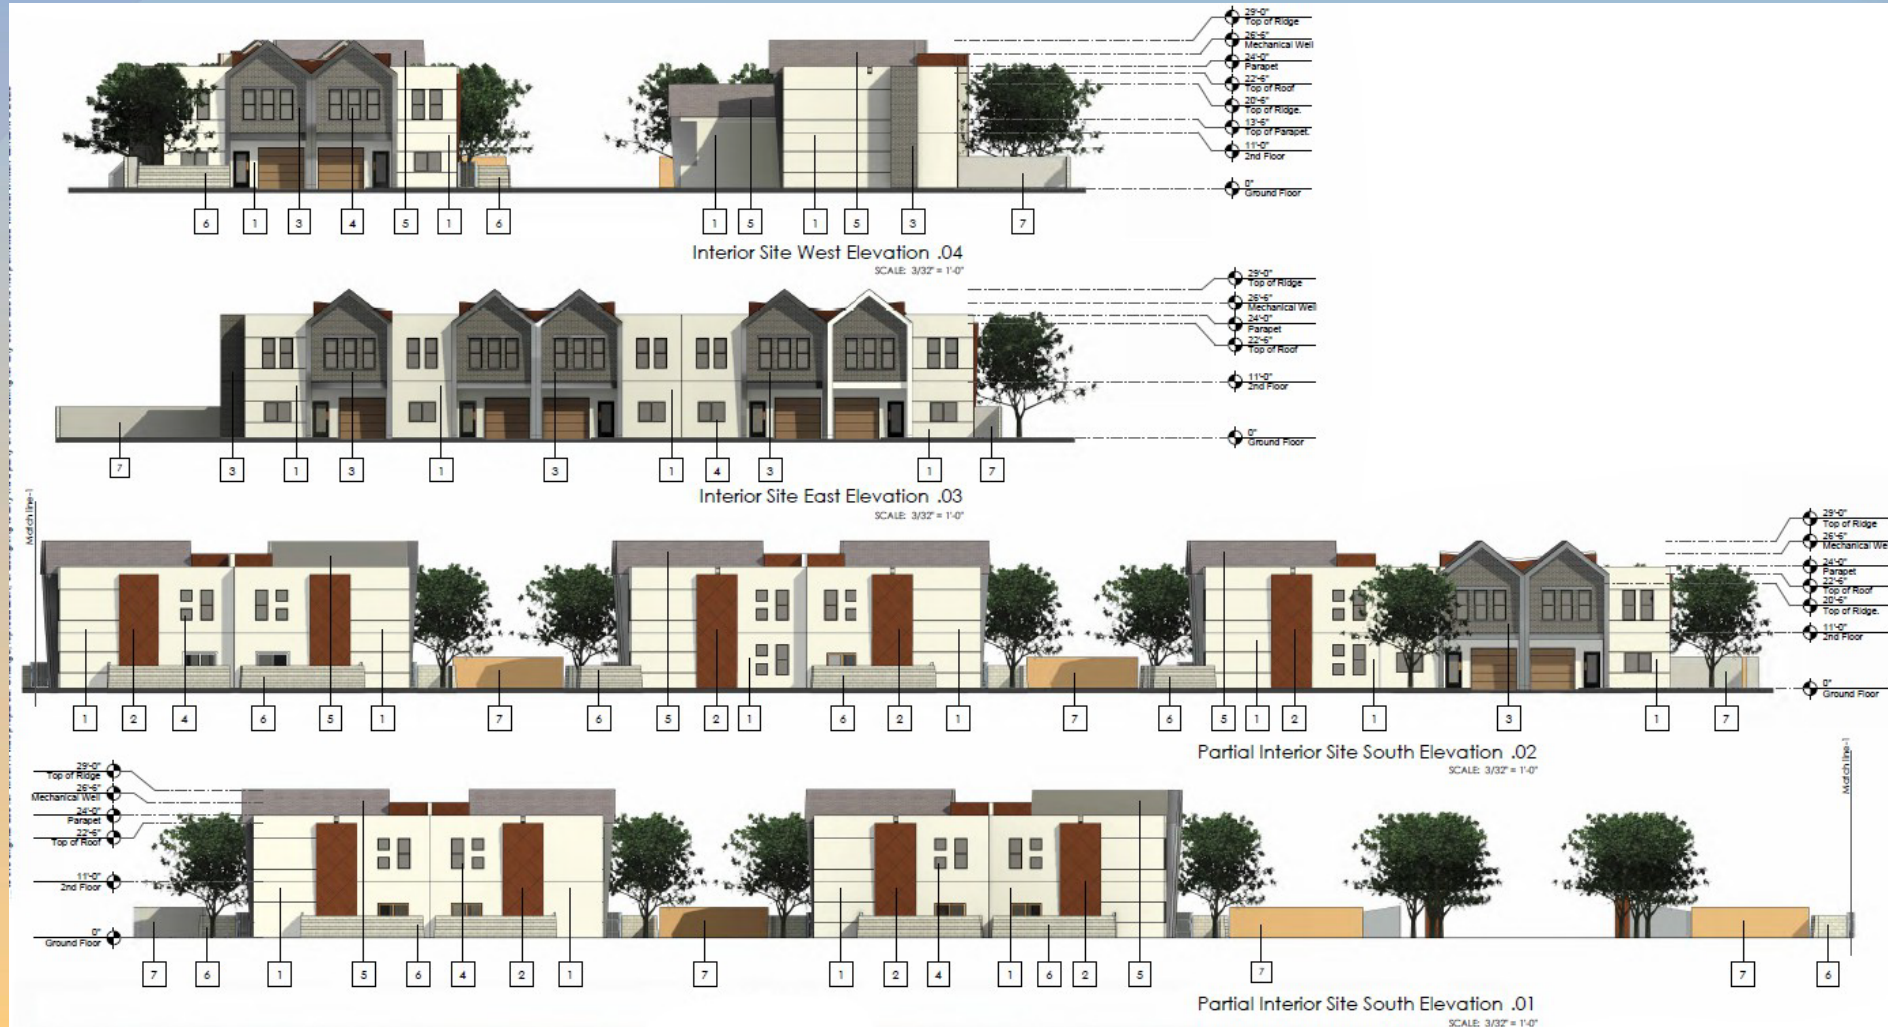 29'-0"
Top of Ridge
26'-6"
Mechanical Well
24'-0"
Parapet
22'-6"
Top of Roof
20'-6"
Top of Ridge.
13'-6"
Top of Parapet.
11'-0"
2nd Floor
0"
Ground Floor
6 1 3 4 5 1 6 1 5 1 5 3 7
Interior Site West Elevation .04
SCALE: 3/32" = 1'-0"
29'-0"
Top of Ridge
26'-6"
Mechanical Well
24'-0"
Parapet
22'-6"
Top of Roof
11'-0"
2nd Floor
0"
Ground Floor
7 3 1 3 1 3 1 4 3 1 7
Interior Site East Elevation .03
SCALE: 3/32" = 1'-0"
Match line-1
29'-0"
Top of Ridge
26'-6"
Mechanical We
24'-0"
Parapet
22'-6"
Top of Roof
20'-6"
Top of Ridge.
11'-0"
2nd Floor
0"
Ground Floor
1 2 4 6 5 1 7 6 5 2 1 6 2 1 7 6 5 1 2 1 3 1 7
Partial Interior Site South Elevation .02
SCALE: 3/32" = 1'-0"
Match line-1
29'-0"
Top of Ridge
26'-6"
Mechanical Well
24'-0"
Parapet
22'-6"
Top of Roof
11'-0"
2nd Floor
0"
Ground Floor
7 6 1 5 6 4 2 1 7 1 2 4 1 6 2 5 7 7 6
Partial Interior Site South Elevation .01
SCALE: 3/32" = 1'-0"